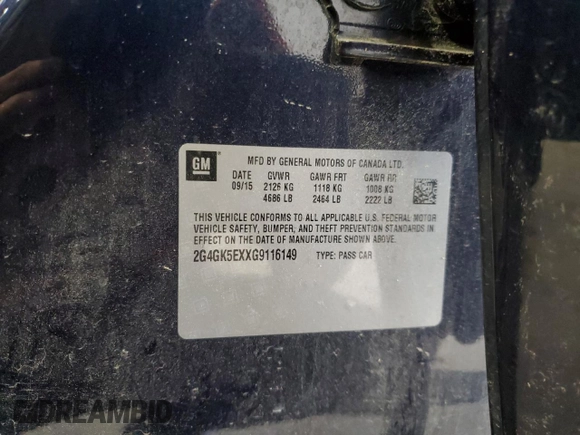 GM
MFD BY GENERAL MOTORS OF CANADA LTD.
DATE GVWR GAWR FRT GAWR RR
09/15 2126 KG 1118 KG 1008 KG
4686 LB 2464 LB 2222 LB
THIS VEHICLE CONFORMS TO ALL APPLICABLE U.S. FEDERAL MOTOR
VEHICLE SAFETY, BUMPER, AND THEFT PREVENTION STANDARDS IN
EFFECT ON THE DATE OF MANUFACTURE SHOWN ABOVE.
2G4GK5EXXG9116149 TYPE: PASS CAR
DREAMBID